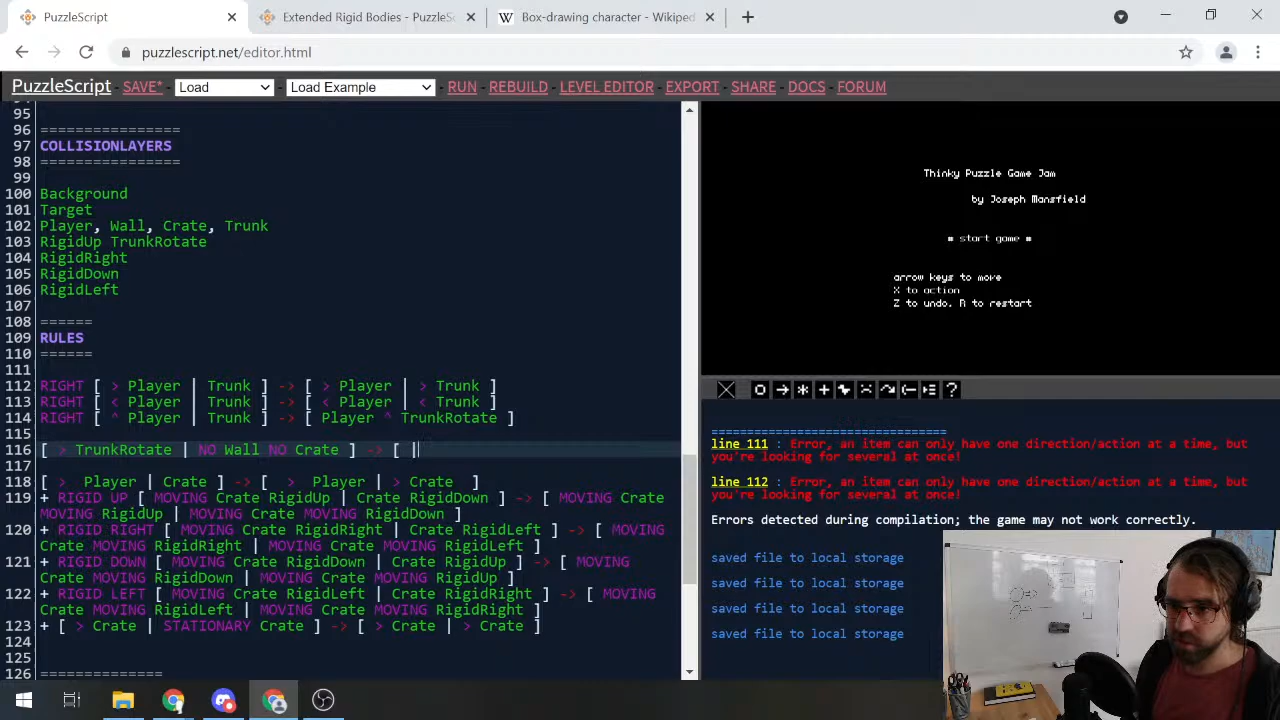 PuzzleScript
Extended Rigid Bodies - PuzzleSc
Box-drawing character - Wikiped
puzzlescript.net/editor.html
PuzzleScript SAVE* Load Load Example - RUN - REBUILD - LEVEL EDITOR - EXPORT - SHARE - DOCS - FORUM
95
96 ================
97 COLLISIONLAYERS
98 ================
99
100 Background
101 Target
102 Player, Wall, Crate, Trunk
103 RigidUp TrunkRotate
104 RigidRight
105 RigidDown
106 RigidLeft
107
108 ======
109 RULES
110 ======
111
112 RIGHT [ > Player | Trunk ] -> [ > Player | > Trunk ]
113 RIGHT [ < Player | Trunk ] -> [ < Player | < Trunk ]
114 RIGHT [ ^ Player | Trunk ] -> [ Player ^ TrunkRotate ]
115
116 [ > TrunkRotate | NO Wall NO Crate ] -> [ |
117
118 [ > Player | Crate ] -> [ > Player | > Crate ]
119 + RIGID UP [ MOVING Crate RigidUp | Crate RigidDown ] -> [ MOVING Crate
MOVING RigidUp | MOVING Crate MOVING RigidDown ]
120 + RIGID RIGHT [ MOVING Crate RigidRight | Crate RigidLeft ] -> [ MOVING
Crate MOVING RigidRight | MOVING Crate MOVING RigidLeft ]
121 + RIGID DOWN [ MOVING Crate RigidDown | Crate RigidUp ] -> [ MOVING
Crate MOVING RigidDown | MOVING Crate MOVING RigidUp ]
122 + RIGID LEFT [ MOVING Crate RigidLeft | Crate RigidRight ] -> [ MOVING
Crate MOVING RigidLeft | MOVING Crate MOVING RigidRight ]
123 + [ > Crate | STATIONARY Crate ] -> [ > Crate | > Crate ]
124
125
126 =============
Thinky Puzzle Game Jam
by Joseph Mansfield
# start game #
arrow keys to move
X to action
Z to undo, R to restart
=================================
line 111 : Error, an item can only have one direction/action at a time, but
you're looking for several at once!
line 112 : Error, an item can only have one direction/action at a time, but
you're looking for several at once!
Errors detected during compilation; the game may not work correctly.
saved file to local storage
saved file to local storage
saved file to local storage
saved file to local storage